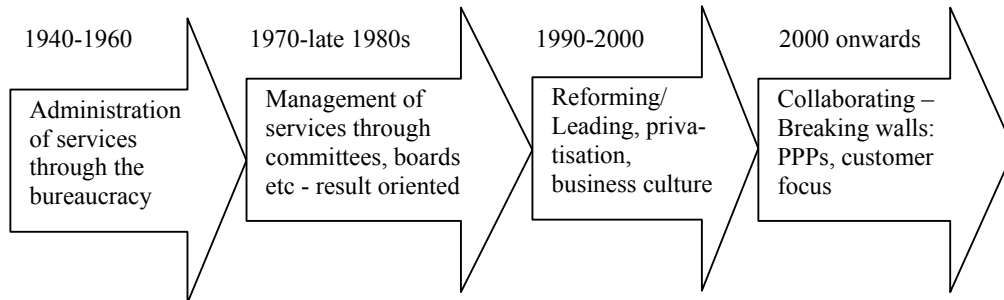 1940-1960
Administration
of services
through the
bureaucracy
1970-late 1980s
Management of
services through
committees, boards
etc - result oriented
1990-2000
Reforming/
Leading, priva-
tisation,
business culture
2000 onwards
Collaborating –
Breaking walls:
PPPs, customer
focus